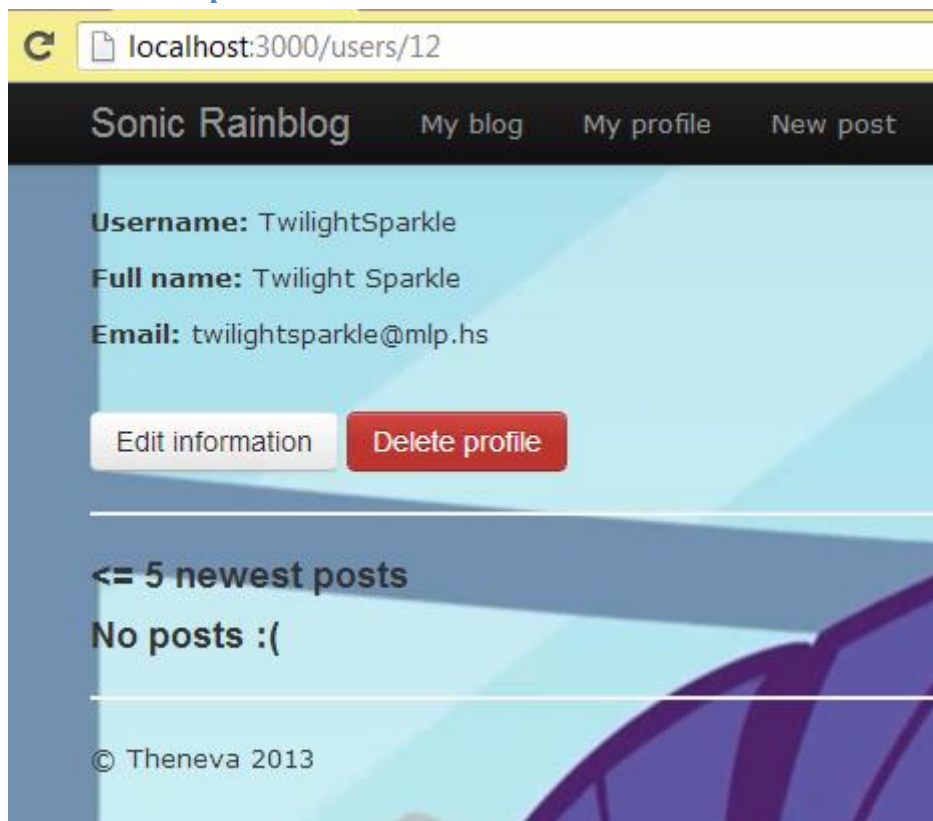 localhost:3000/users/12
Sonic Rainblog My blog My profile New post
Username: TwilightSparkle
Full name: Twilight Sparkle
Email: twilightsparkle@mlp.hs
Edit information Delete profile
<= 5 newest posts
No posts :(
© Theneva 2013